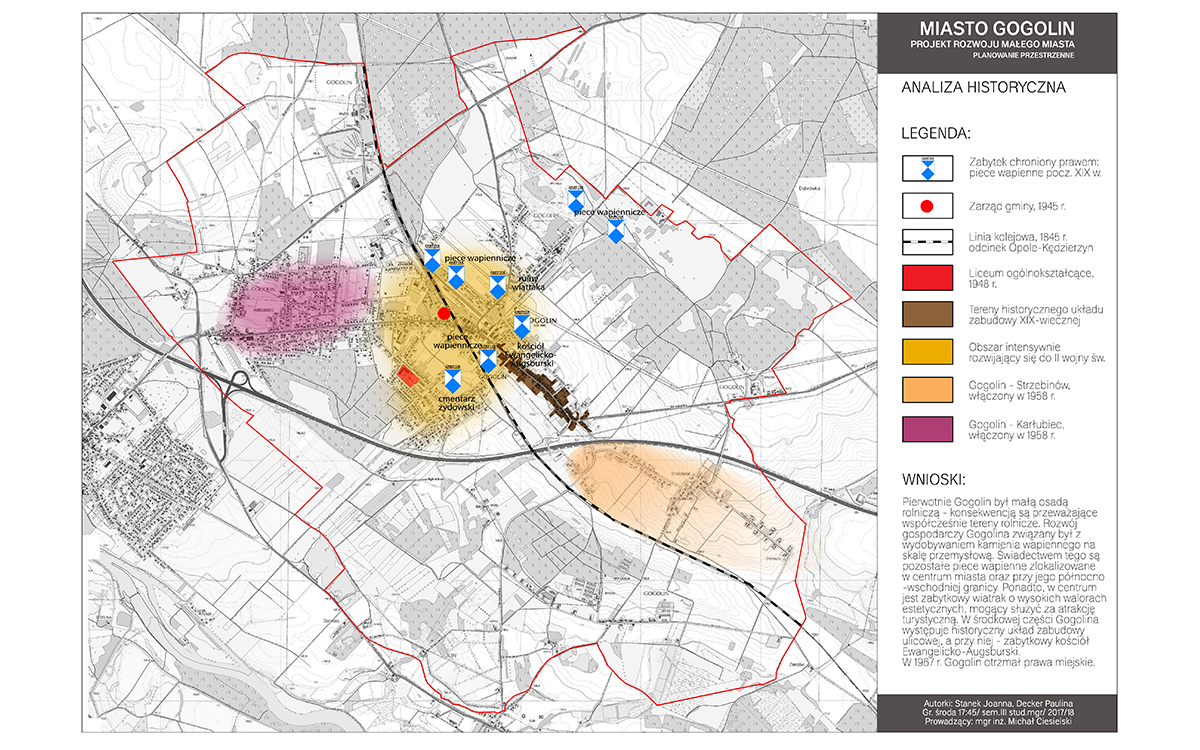 MIASTO GOGOLIN
PROJEKT ROZWOJU MAŁEGO MIASTA
PLANOWANIE PRZESTRZENNE
ANALIZA HISTORYCZNA
LEGENDA:
Zabytek chroniony prawem:
piece wapienne pocz. XIX w.
Zarząd gminy, 1945 r.
Linia kolejowa, 1845 r.
odcinek Opole-Kędzierzyn
Liceum ogólnokształcące,
1948 r.
Tereny historycznego układu
zabudowy XIX-wiecznej
Obszar intensywnie
rozwijający się do II wojny św.
Gogolin - Strzebinów,
włączony w 1958 r.
Gogolin - Karłubiec,
włączony w 1958 r.
WNIOSKI:
Pierwotnie Gogolin był małą osadą
rolniczą - konsekwencją są przeważające
współcześnie tereny rolnicze. Rozwój
gospodarczy Gogolina związany był z
wydobywaniem kamienia wapiennego na
skalę przemysłową. Świadectwem tego są
pozostałe piece wapienne zlokalizowane
w centrum miasta oraz przy jego północno
-wschodniej granicy. Ponadto, w centrum
jest zabytkowy wiatrak o wysokich walorach
estetycznych, mogący służyć za atrakcję
turystyczną. W środkowej części Gogolina
występuje historyczny układ zabudowy
ulicowej, a przy niej - zabytkowy kościół
Ewangelicko-Augsburski.
W 1967 r. Gogolin otrzmał prawa miejskie.
Autorki: Stanek Joanna, Decker Paulina
Gr. środa 17:45/ sem.III stud.mgr/ 2017/18
Prowadzący: mgr inż. Michał Ciesielski
GOGOLIN
Dąbrówka
GOGOLIN
piece wapiennicze
piece wapiennicze
ruiny
wiatraka
KARŁUBIEC
GOGOLIN
piece
wapiennicze
kościół
Ewangelicko-
Augsburski
GOGOLIN
cmentarz
żydowski
GOGOLIN
STRZEBNIÓW
GOGOLIN